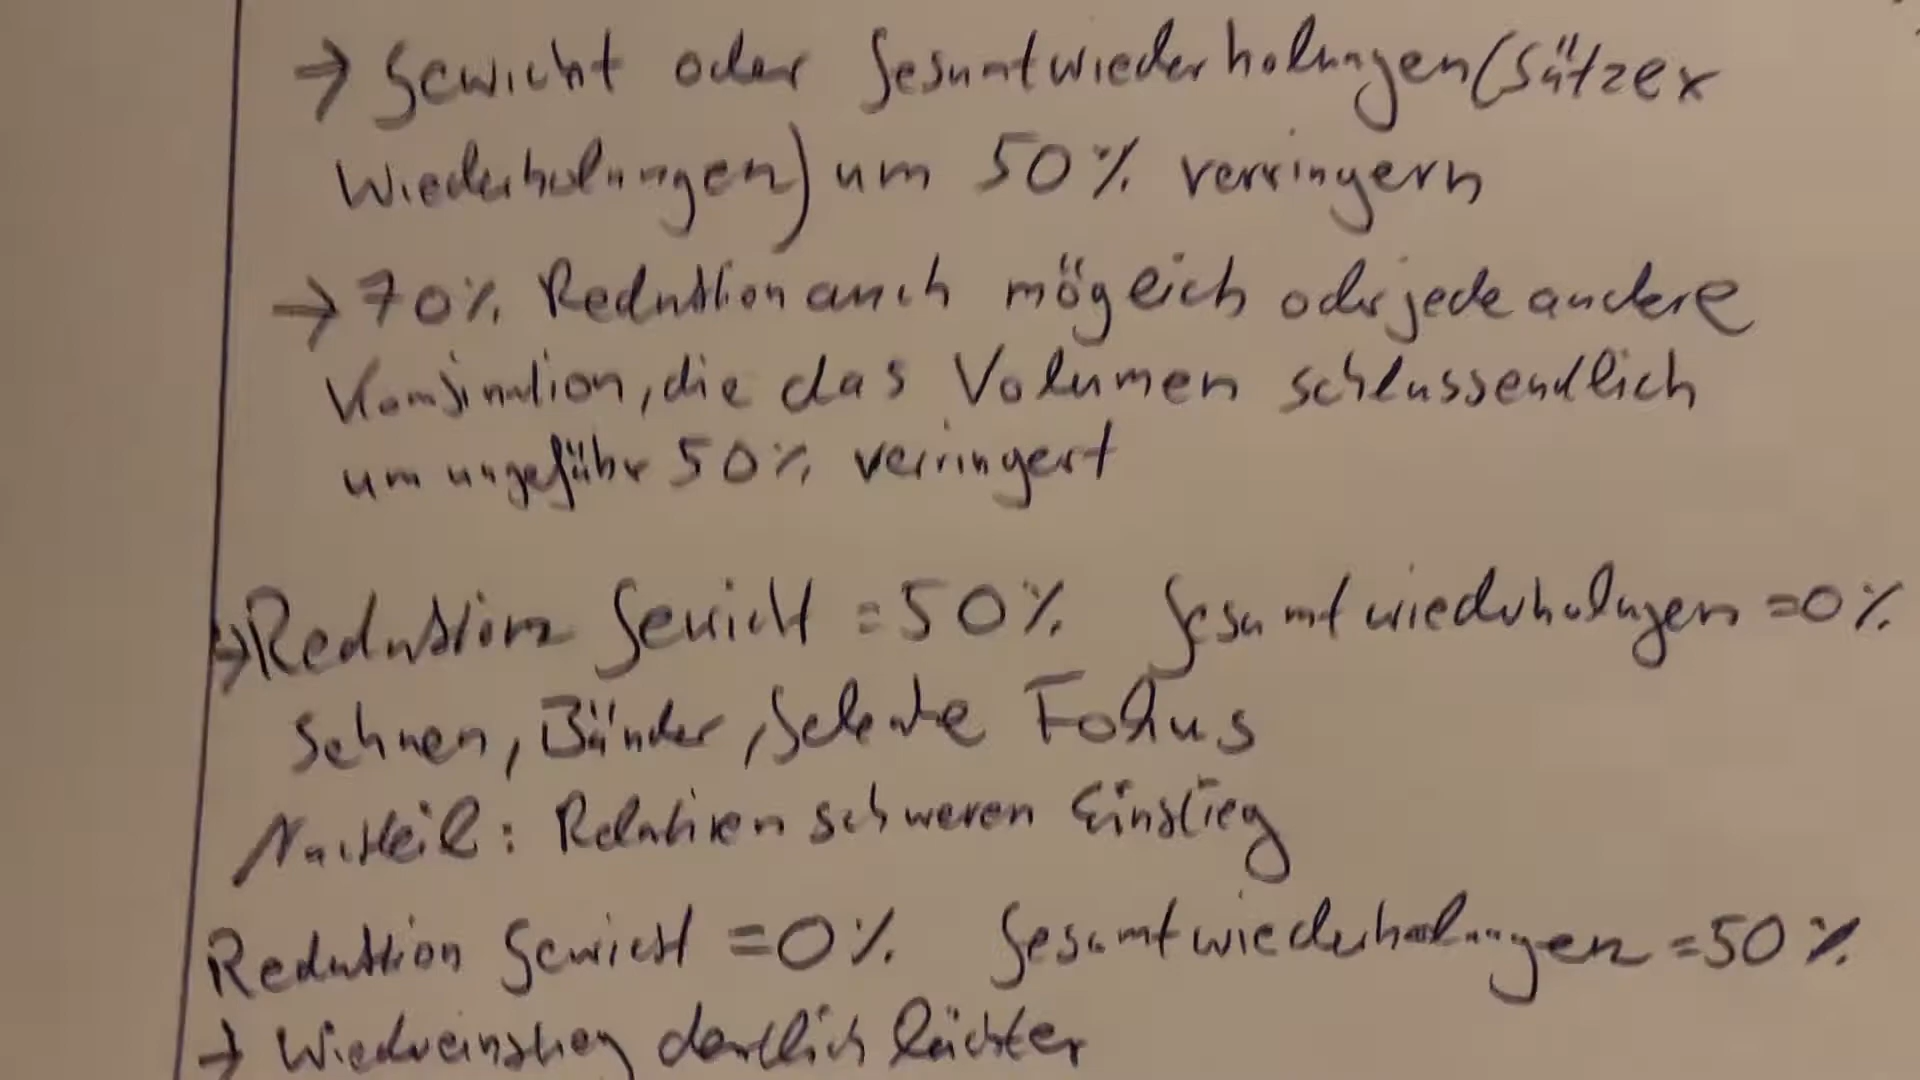 → Gewicht oder Gesamtwiederholungen (Sätze x
Wiederholungen) um 50% verringern
→ 70% Reduktion auch möglich oder jede andere
Kombination, die das Volumen schlussendlich
um ungefähr 50% verringert
→ Reduktion Gewicht = 50% Gesamtwiederholungen = 0%
Sehnen, Bänder, Gelenke Fokus
Nachteil: Relativen schweren Einstieg
Reduktion Gewicht = 0% Gesamtwiederholungen = 50%
→ Wiedereinstieg deutlich leichter